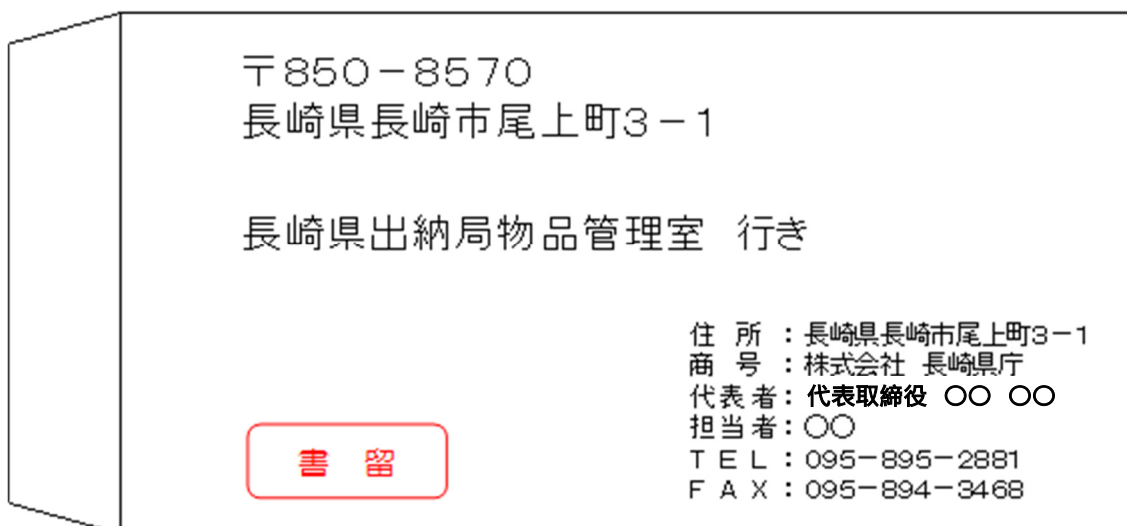 〒850－8570
長崎県長崎市尾上町3－1
長崎県出納局物品管理室　行き
住　所　：長崎県長崎市尾上町3－1
商　号　：株式会社　長崎県庁
代表者：　代表取締役　○○　○○
担当者：○○
ＴＥＬ：095－895－2881
ＦＡＸ：095－894－3468
書　留